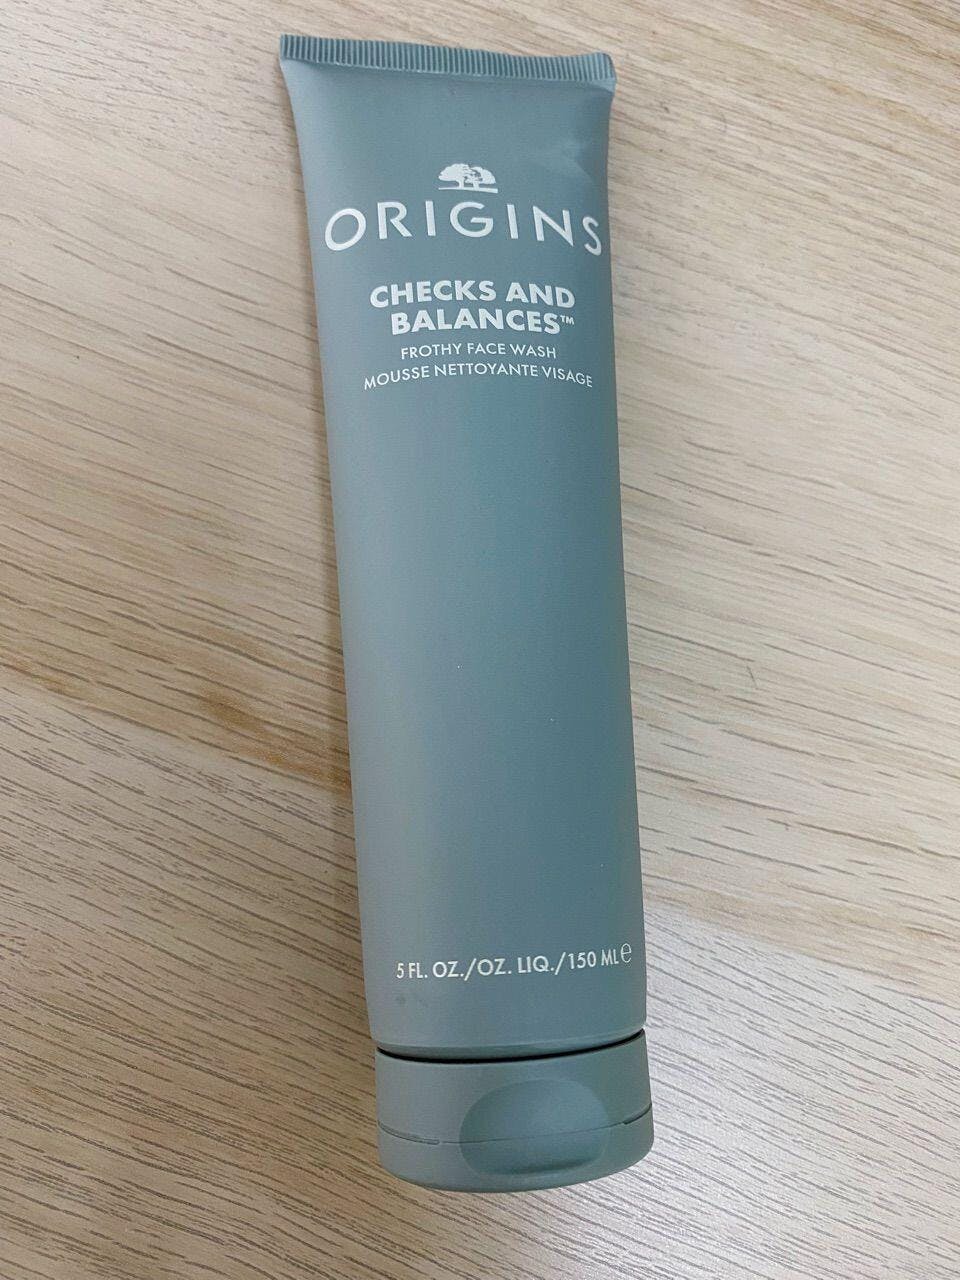 ORIGINS
CHECKS AND
BALANCES™
FROTHY FACE WASH
MOUSSE NETTOYANTE VISAGE
5 FL. OZ./OZ. LIQ./150 ML℮